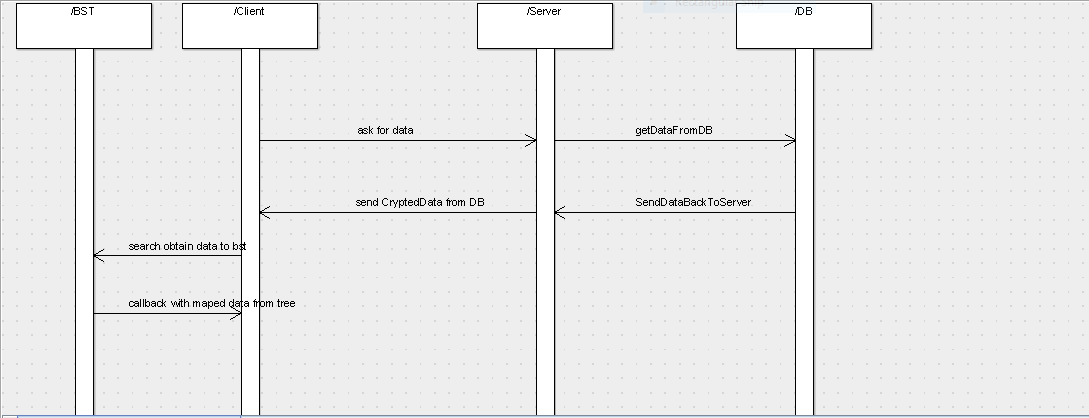 /BST
/Client
/Server
/DB
ask for data
getDataFromDB
send CryptedData from DB
SendDataBackToServer
search obtain data to bst
callback with maped data from tree